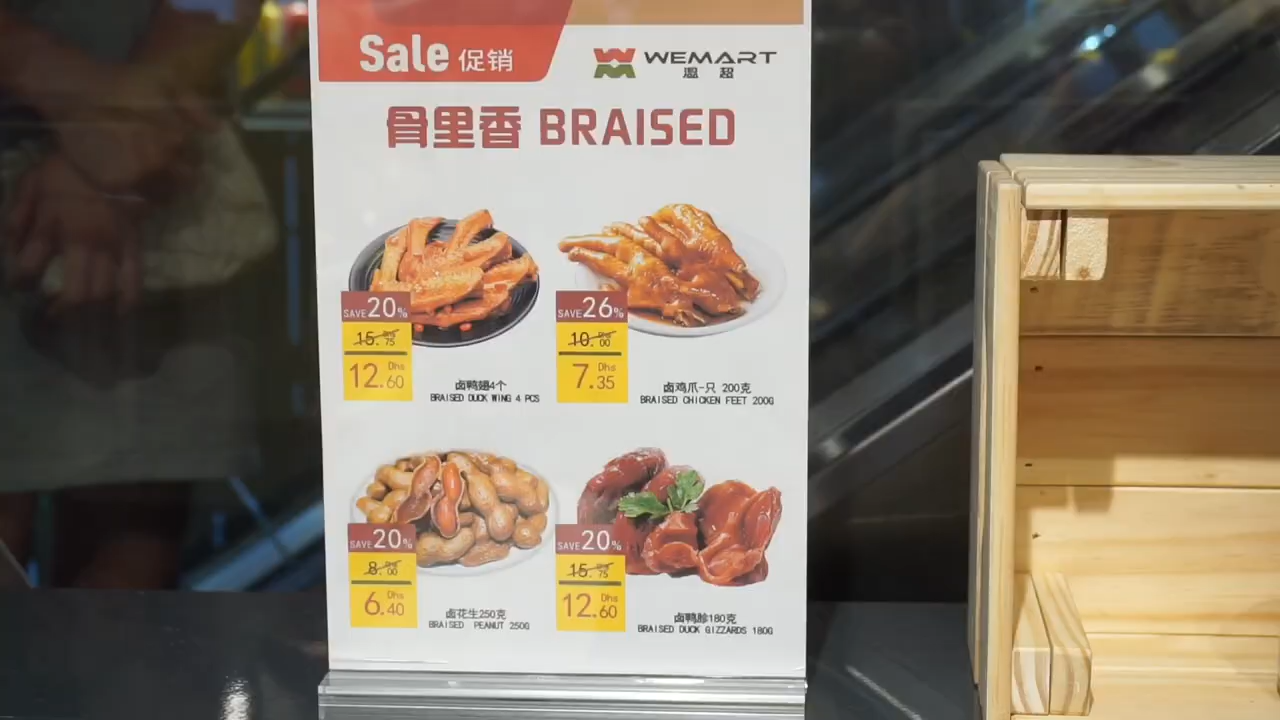 Sale 促销
WEMART
温超
骨里香 BRAISED
SAVE 20%
15.75
Dhs
12.60
卤鸭翅4个
BRAISED DUCK WING 4 PCS
SAVE 26%
10.00
Dhs
7.35
卤鸡爪-只 200克
BRAISED CHICKEN FEET 200G
SAVE 20%
8.00
Dhs
6.40
卤花生250克
BRAISED PEANUT 250G
SAVE 20%
15.75
Dhs
12.60
卤鸭胗180克
BRAISED DUCK GIZZARDS 180G